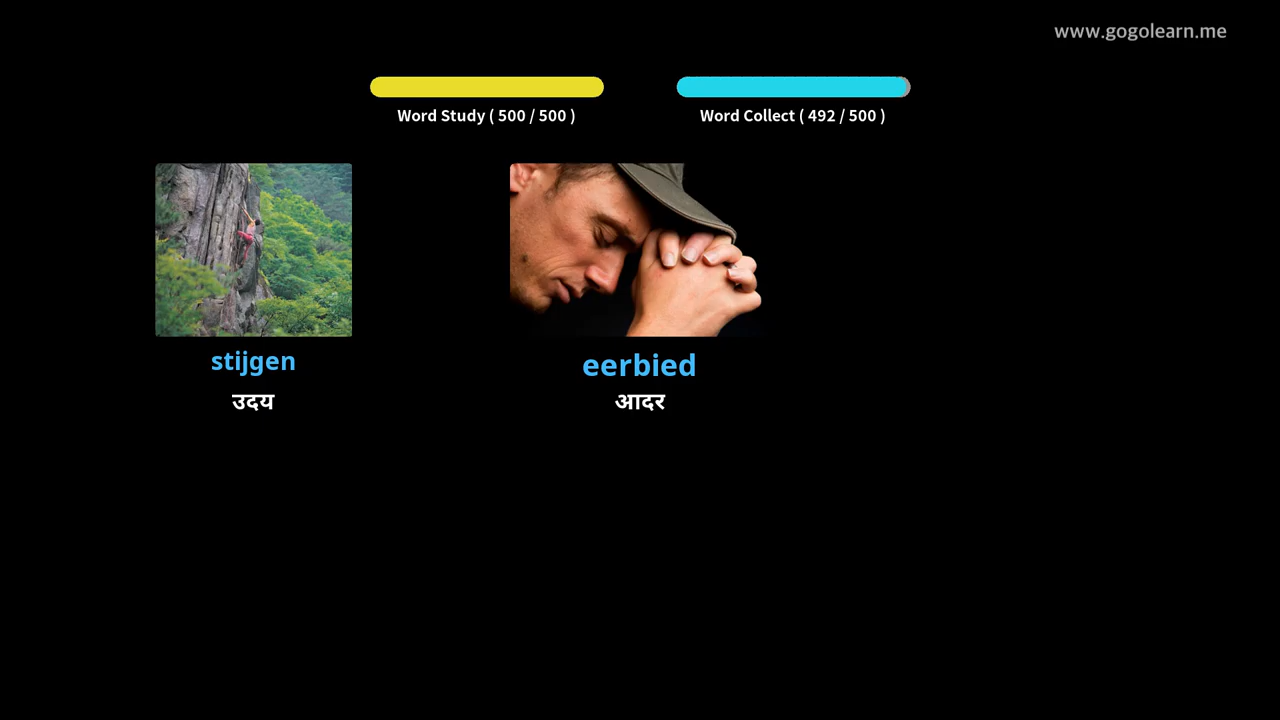 www.gogolearn.me
Word Study ( 500 / 500 )
Word Collect ( 492 / 500 )
stijgen
उदय
eerbied
आदर